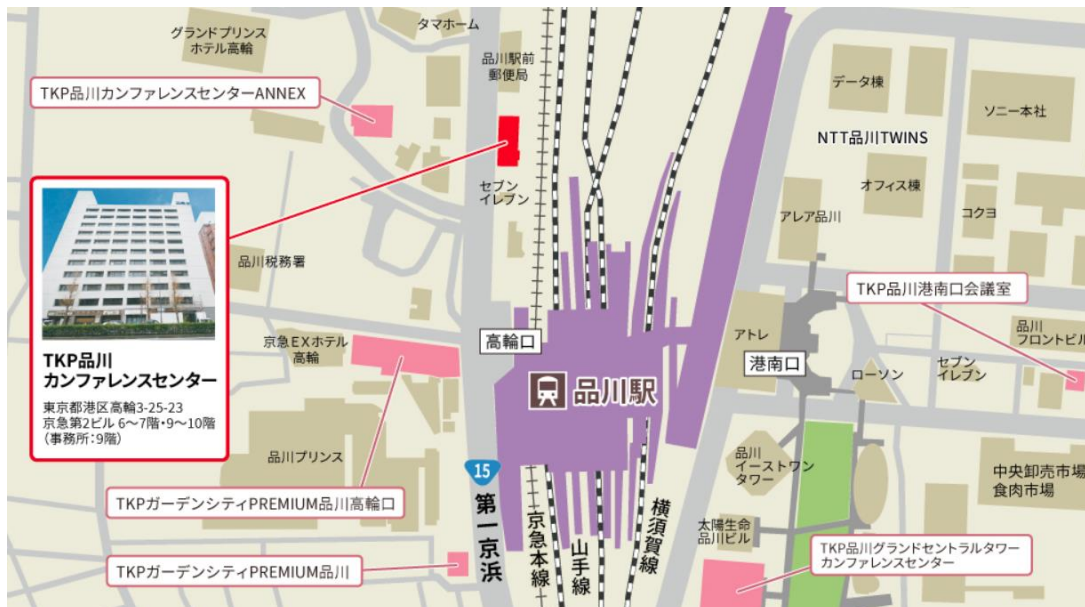 グランドプリンス
ホテル高輪
タマホーム
品川駅前
郵便局
TKP品川カンファレンスセンターANNEX
データ棟
ソニー本社
NTT品川TWINS
オフィス棟
コクヨ
アレア品川
セブン
イレブン
品川税務署
TKP品川港南口会議室
TKP品川
カンファレンスセンター
東京都港区高輪3-25-23
京急第2ビル 6〜7階・9〜10階
（事務所：9階）
京急EXホテル
高輪
高輪口
品川駅
アトレ
港南口
ローソン
セブン
イレブン
品川
フロントビル
品川プリンス
15
第一京浜
京急本線
山手線
横須賀線
品川
イーストワン
タワー
中央卸売市場
食肉市場
太陽生命
品川ビル
TKPガーデンシティPREMIUM品川高輪口
TKPガーデンシティPREMIUM品川
TKP品川グランドセントラルタワー
カンファレンスセンター